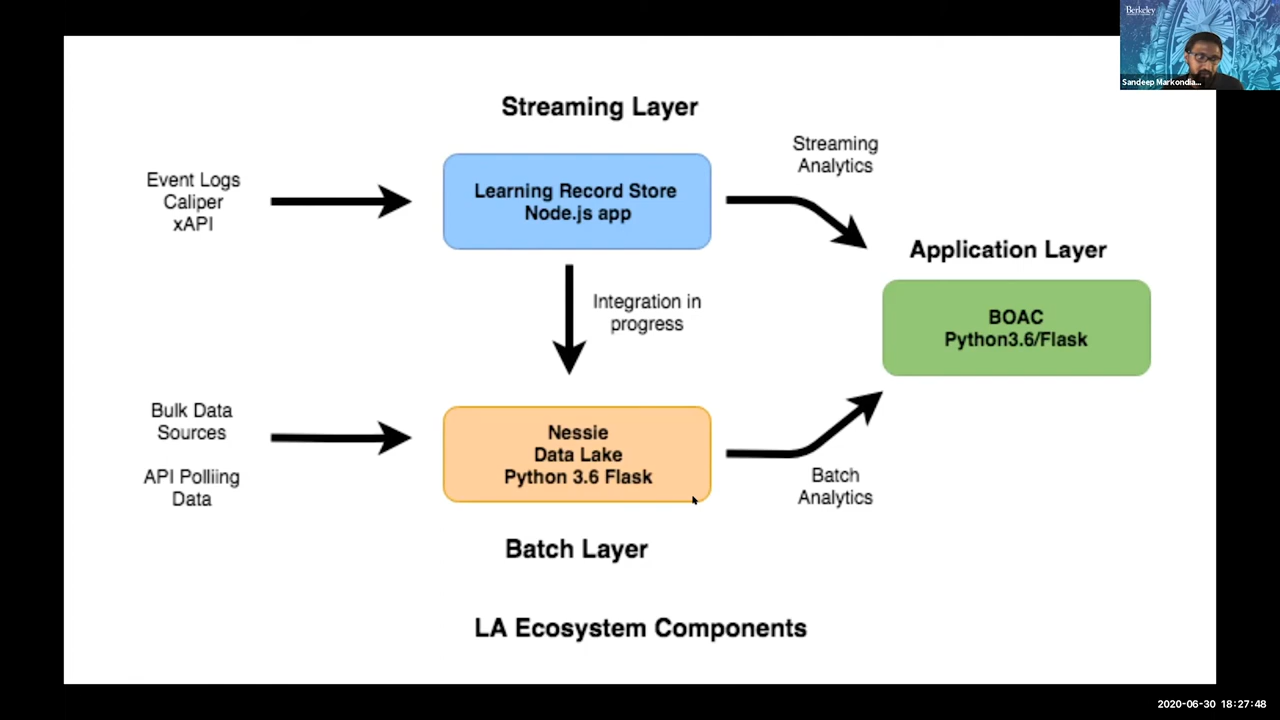 Berkeley
Sandeep Markondia...
Streaming Layer
Streaming
Analytics
Event Logs
Caliper
xAPI
Learning Record Store
Node.js app
Application Layer
Integration in
progress
BOAC
Python3.6/Flask
Bulk Data
Sources
API Polliing
Data
Nessie
Data Lake
Python 3.6 Flask
Batch
Analytics
Batch Layer
LA Ecosystem Components
2020-06-30 18:27:48